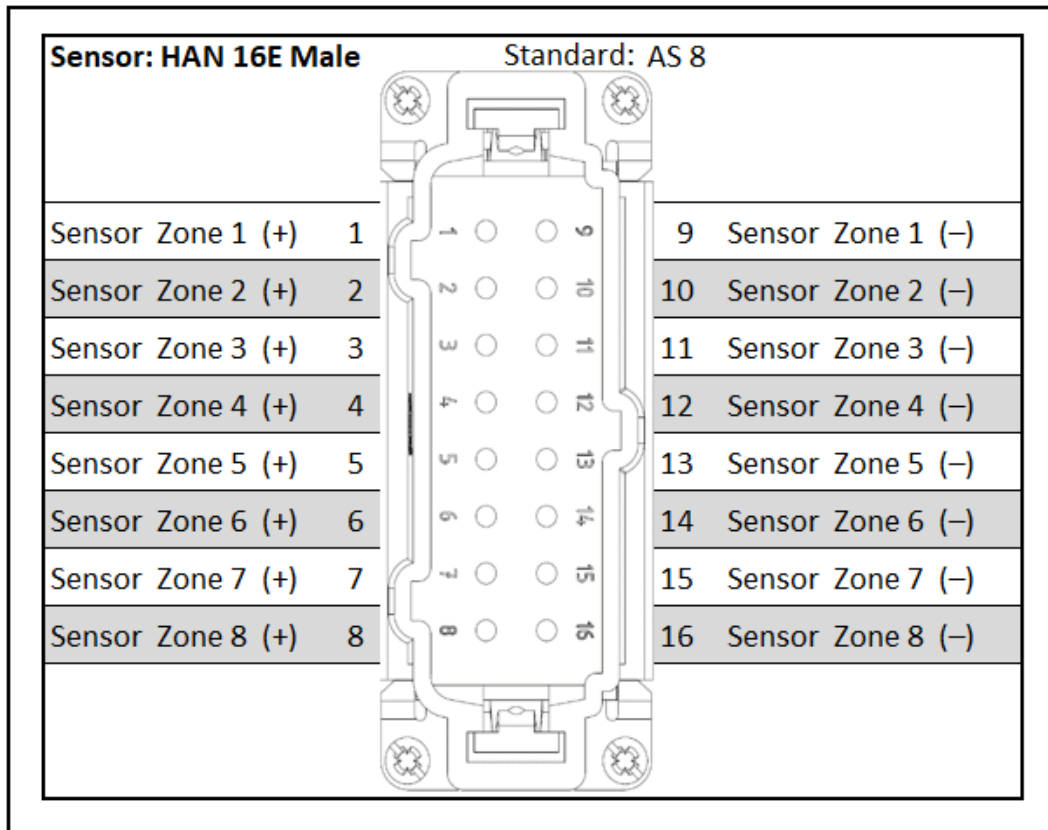 Sensor: HAN 16E Male Standard: AS 8
Sensor Zone 1 (+) 1 1 9 9 Sensor Zone 1 (–)
Sensor Zone 2 (+) 2 2 10 10 Sensor Zone 2 (–)
Sensor Zone 3 (+) 3 3 11 11 Sensor Zone 3 (–)
Sensor Zone 4 (+) 4 4 12 12 Sensor Zone 4 (–)
Sensor Zone 5 (+) 5 5 13 13 Sensor Zone 5 (–)
Sensor Zone 6 (+) 6 6 14 14 Sensor Zone 6 (–)
Sensor Zone 7 (+) 7 7 15 15 Sensor Zone 7 (–)
Sensor Zone 8 (+) 8 8 16 16 Sensor Zone 8 (–)